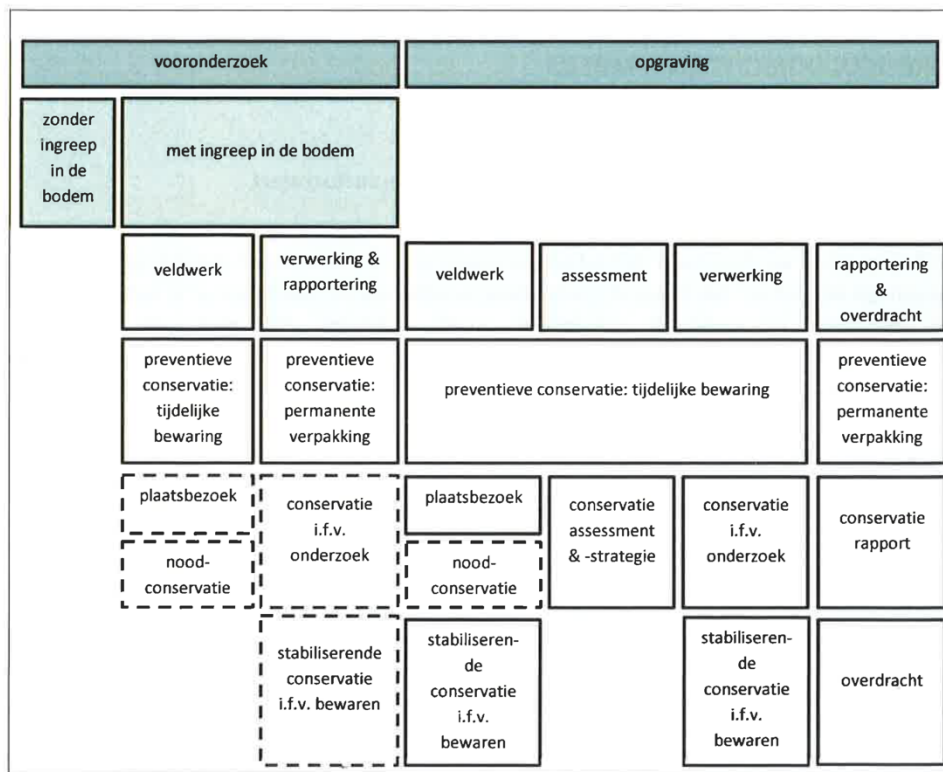 vooronderzoek
opgraving
zonder
ingreep
in de
bodem
met ingreep in de bodem
veldwerk
verwerking &
rapportering
veldwerk
assessment
verwerking
rapportering
&
overdracht
preventieve
conservatie:
tijdelijke
bewaring
preventieve
conservatie:
permanente
verpakking
preventieve conservatie: tijdelijke bewaring
preventieve
conservatie:
permanente
verpakking
plaatsbezoek
nood-
conservatie
conservatie
i.f.v.
onderzoek
plaatsbezoek
nood-
conservatie
conservatie
assessment
& -strategie
conservatie
i.f.v.
onderzoek
conservatie
rapport
stabiliserende
conservatie
i.f.v. bewaren
stabiliseren-
de
conservatie
i.f.v.
bewaren
stabiliseren-
de
conservatie
i.f.v.
bewaren
overdracht